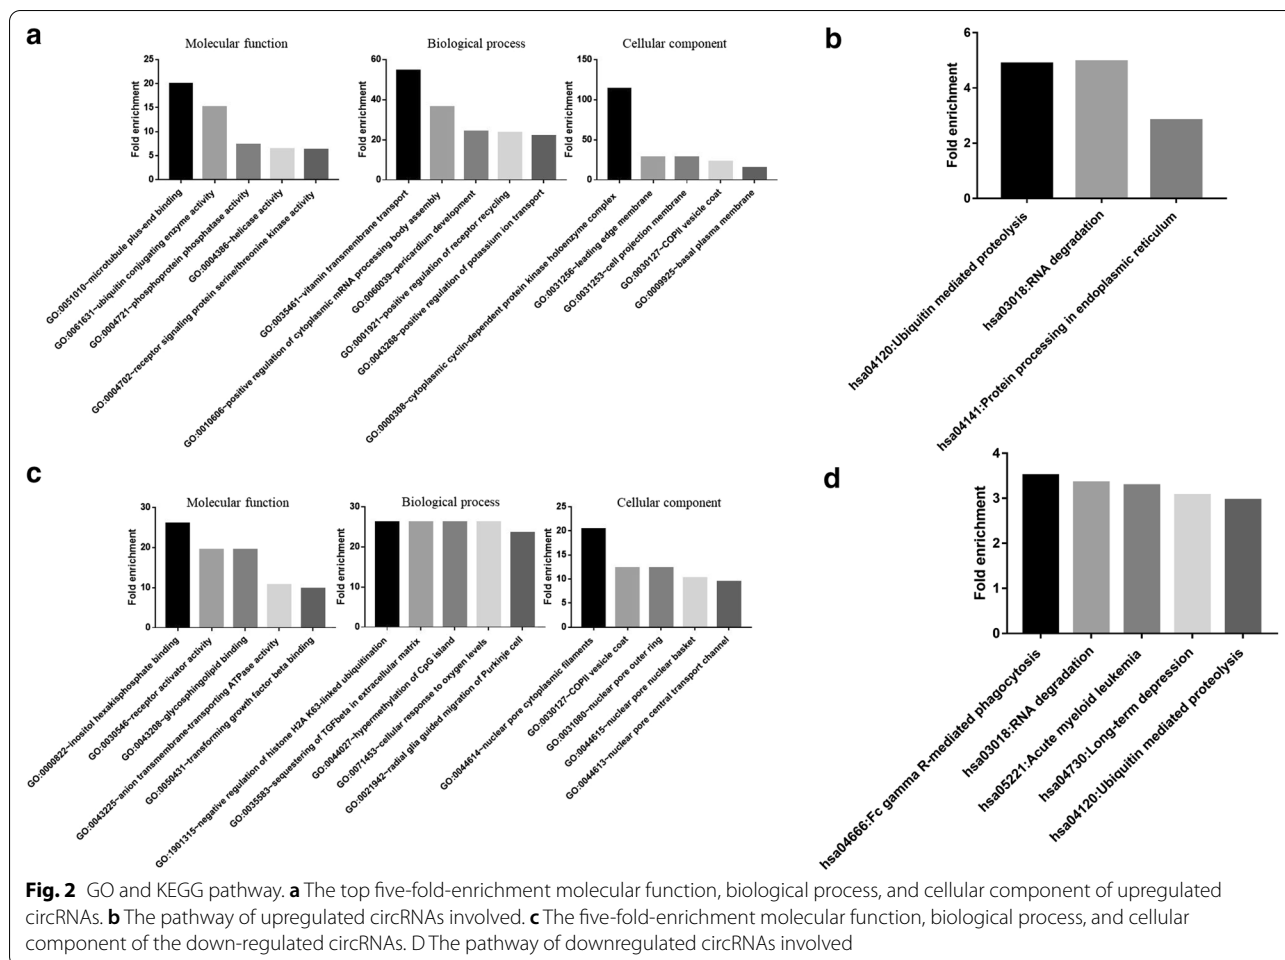 a
Molecular function
Fold enrichment
25
20
15
10
5
0
GO:0051010~microtubule plus-end binding
GO:0061631~ubiquitin conjugating enzyme activity
GO:0004721~phosphoprotein phosphatase activity
GO:0004386~helicase activity
GO:0004702~receptor signaling protein serine/threonine kinase activity
Biological process
Fold enrichment
60
40
20
0
GO:0035461~vitamin transmembrane transport
GO:0010606~positive regulation of cytoplasmic mRNA processing body assembly
GO:0060039~pericardium development
GO:0001921~positive regulation of receptor recycling
GO:0043268~positive regulation of potassium ion transport
Cellular component
Fold enrichment
150
100
50
0
GO:0000308~cytoplasmic cyclin-dependent protein kinase holoenzyme complex
GO:0031256~leading edge membrane
GO:0031253~cell projection membrane
GO:0030127~COPII vesicle coat
GO:0009925~basal plasma membrane
b
Fold enrichment
6
4
2
0
hsa04120:Ubiquitin mediated proteolysis
hsa03018:RNA degradation
hsa04141:Protein processing in endoplasmic reticulum
c
Molecular function
Fold enrichment
30
20
10
0
GO:0000822~inositol hexakisphosphate binding
GO:0030546~receptor activator activity
GO:0043208~glycosphingolipid binding
GO:0043225~anion transmembrane-transporting ATPase activity
GO:0050431~transforming growth factor beta binding
Biological process
Fold enrichment
30
20
10
0
GO:1901315~negative regulation of histone H2A K63-linked ubiquitination
GO:0035583~sequestering of TGFbeta in extracellular matrix
GO:0044027~hypermethylation of CpG island
GO:0071453~cellular response to oxygen levels
GO:0021942~radial glia guided migration of Purkinje cell
Cellular component
Fold enrichment
25
20
15
10
5
0
GO:0044614~nuclear pore cytoplasmic filaments
GO:0030127~COPII vesicle coat
GO:0031080~nuclear pore outer ring
GO:0044615~nuclear pore nuclear basket
GO:0044613~nuclear pore central transport channel
d
Fold enrichment
4
3
2
1
0
hsa04666:Fc gamma R-mediated phagocytosis
hsa03018:RNA degradation
hsa05221:Acute myeloid leukemia
hsa04730:Long-term depression
hsa04120:Ubiquitin mediated proteolysis
Fig. 2 GO and KEGG pathway. a The top five-fold-enrichment molecular function, biological process, and cellular component of upregulated
circRNAs. b The pathway of upregulated circRNAs involved. c The five-fold-enrichment molecular function, biological process, and cellular
component of the down-regulated circRNAs. D The pathway of downregulated circRNAs involved